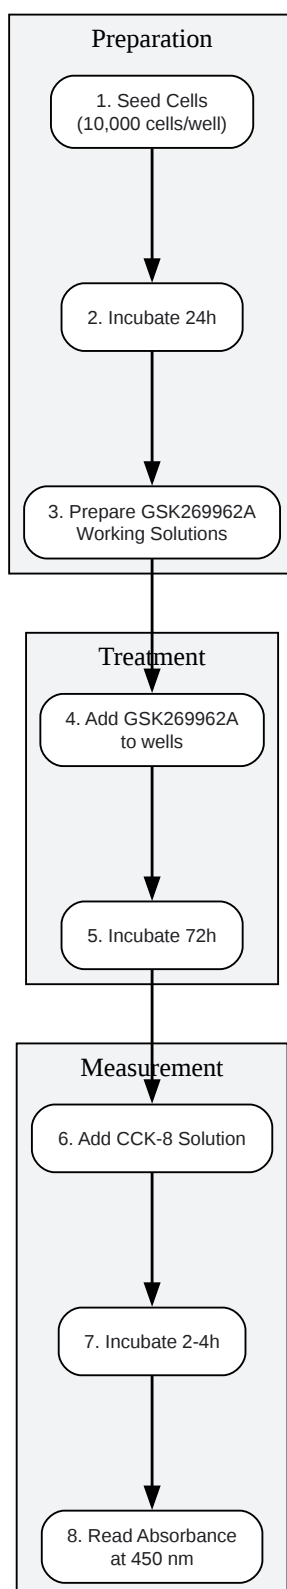 Preparation
1. Seed Cells
(10,000 cells/well)
2. Incubate 24h
3. Prepare GSK269962A
Working Solutions
Treatment
4. Add GSK269962A
to wells
5. Incubate 72h
Measurement
6. Add CCK-8 Solution
7. Incubate 2-4h
8. Read Absorbance
at 450 nm